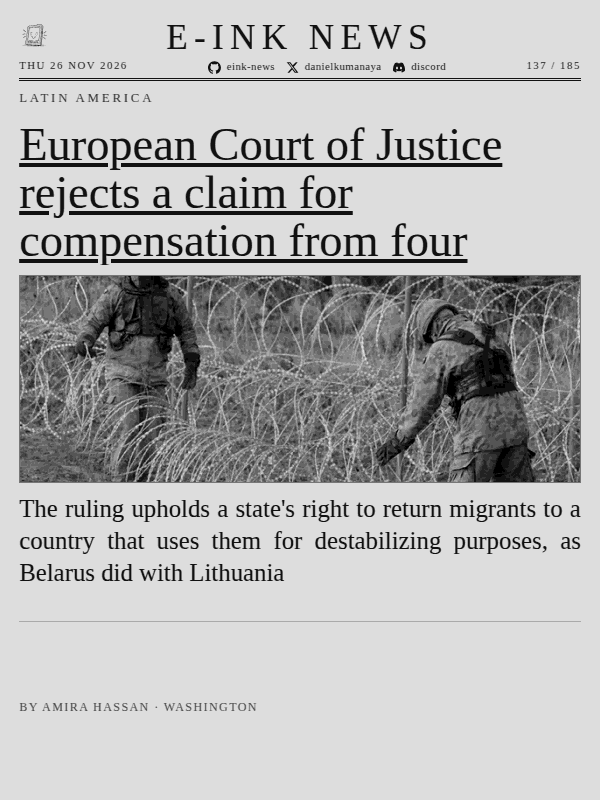 E-INK NEWS
THU 26 NOV 2026
eink-news danielkumanaya discord
137 / 185
LATIN AMERICA
European Court of Justice
rejects a claim for
compensation from four
The ruling upholds a state's right to return migrants to a
country that uses them for destabilizing purposes, as
Belarus did with Lithuania
BY AMIRA HASSAN · WASHINGTON